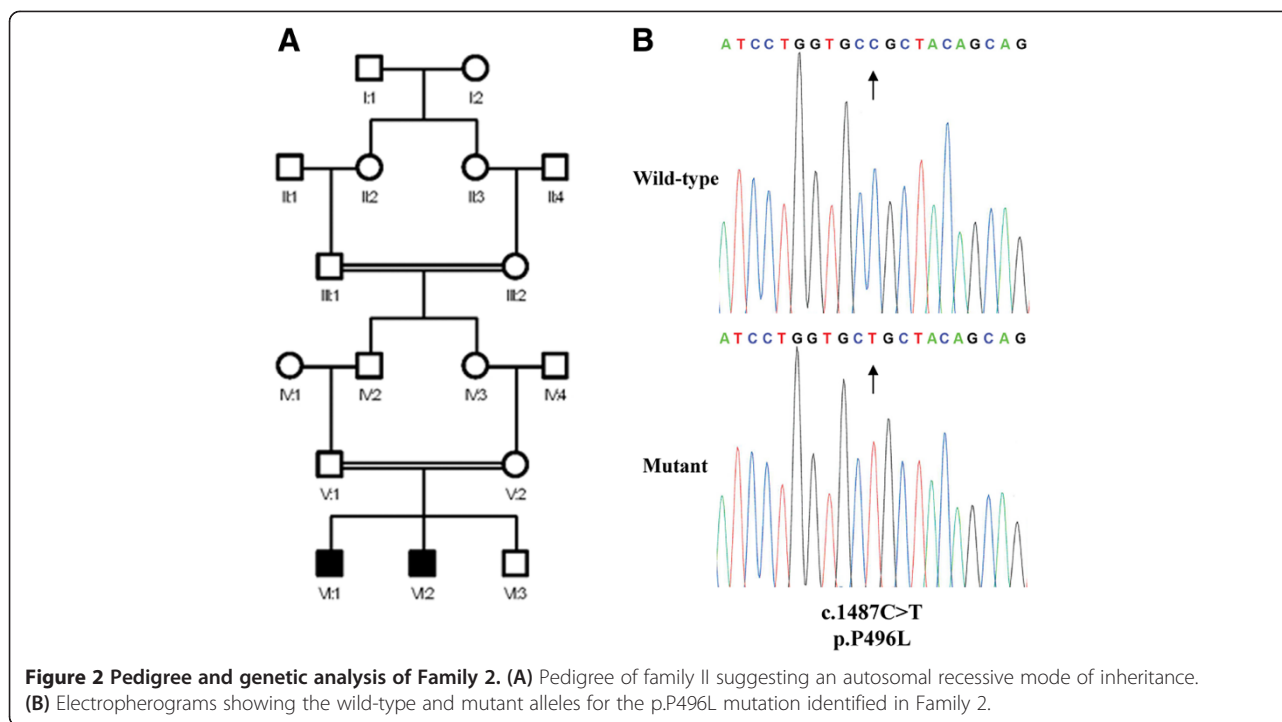 A
B
I:1
I:2
II:1
II:2
II:3
II:4
III:1
III:2
IV:1
IV:2
IV:3
IV:4
V:1
V:2
VI:1
VI:2
VI:3
A T C C T G G T G C C G C T A C A G C A G
Wild-type
A T C C T G G T G C T G C T A C A G C A G
Mutant
c.1487C>T
p.P496L
Figure 2 Pedigree and genetic analysis of Family 2. (A) Pedigree of family II suggesting an autosomal recessive mode of inheritance.
(B) Electropherograms showing the wild-type and mutant alleles for the p.P496L mutation identified in Family 2.